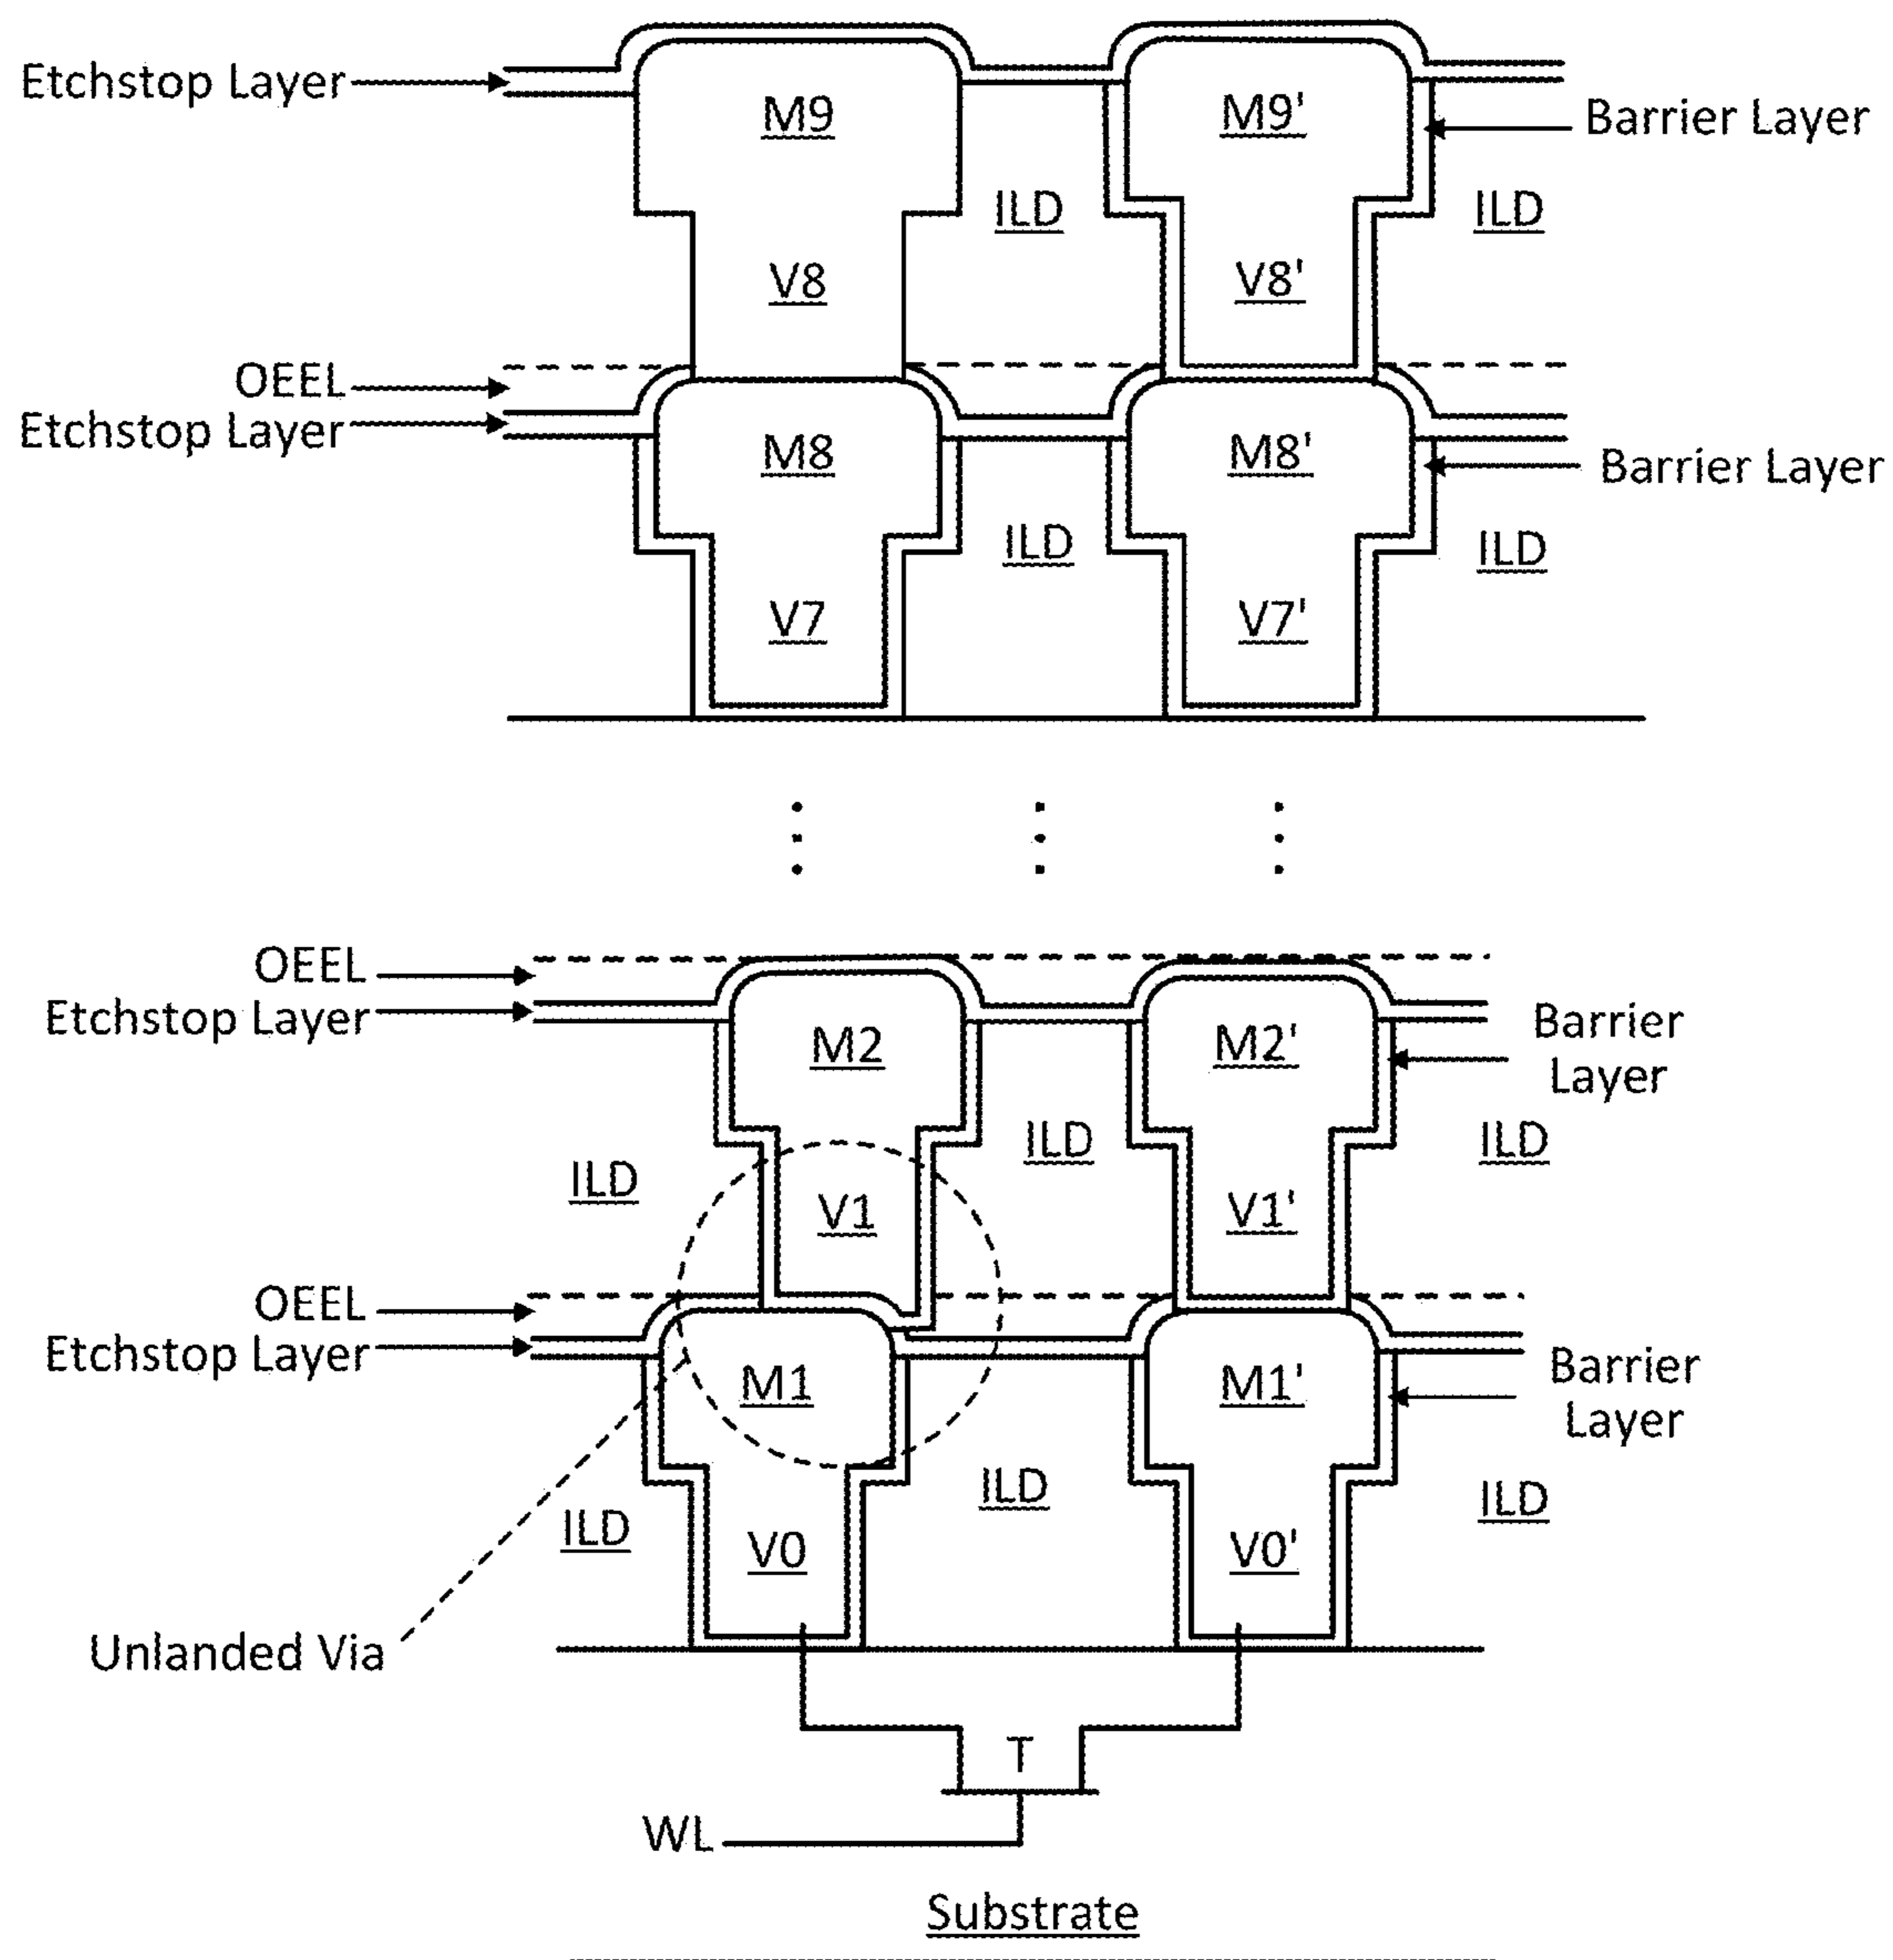 Etchstop Layer
M9
M9'
Barrier Layer
ILD
ILD
V8
V8'
OEEL
Etchstop Layer
M8
M8'
Barrier Layer
ILD
ILD
V7
V7'
OEEL
Etchstop Layer
M2
M2'
Barrier
Layer
ILD
ILD
ILD
V1
V1'
OEEL
Etchstop Layer
M1
M1'
Barrier
Layer
ILD
ILD
ILD
V0
V0'
Unlanded Via
T
WL
Substrate